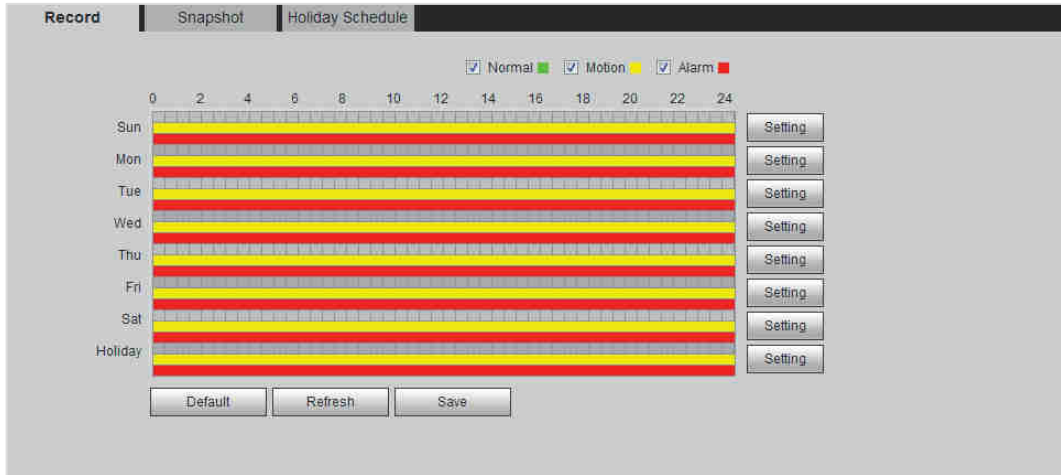 Record Snapshot Holiday Schedule
Normal Motion Alarm
0 2 4 6 8 10 12 14 16 18 20 22 24
Sun Setting
Mon Setting
Tue Setting
Wed Setting
Thu Setting
Fri Setting
Sat Setting
Holiday Setting
Default Refresh Save